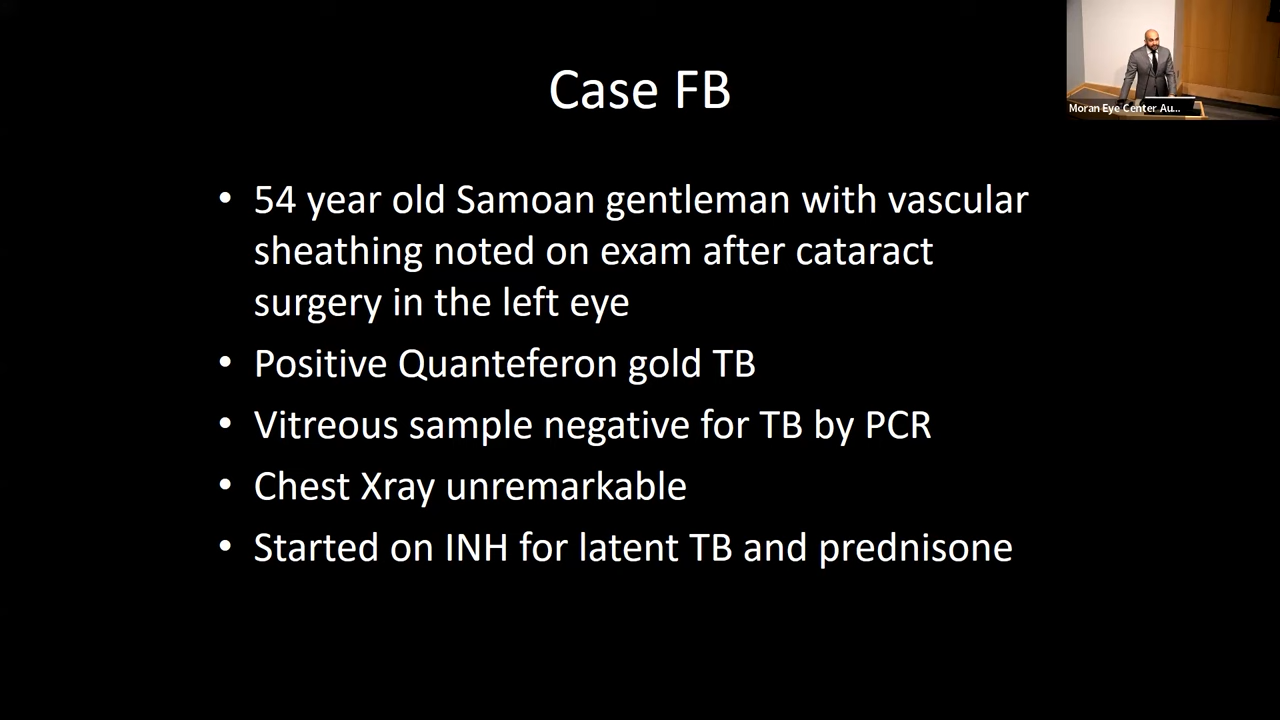 Case FB
Moran Eye Center Au...
• 54 year old Samoan gentleman with vascular
sheathing noted on exam after cataract
surgery in the left eye
• Positive Quanteferon gold TB
• Vitreous sample negative for TB by PCR
• Chest Xray unremarkable
• Started on INH for latent TB and prednisone